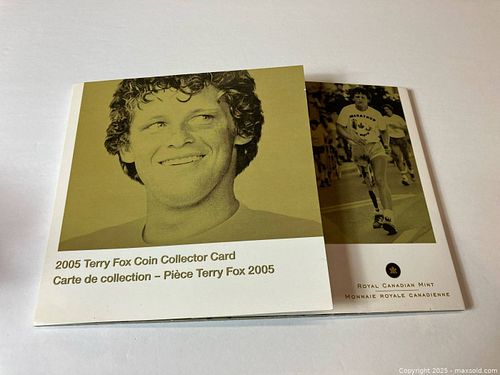 2005 Terry Fox Coin Collector Card
Carte de collection – Pièce Terry Fox 2005
MARATHON
ROYAL CANADIAN MINT
MONNAIE ROYALE CANADIENNE
Copyright 2025 - maxsold.com